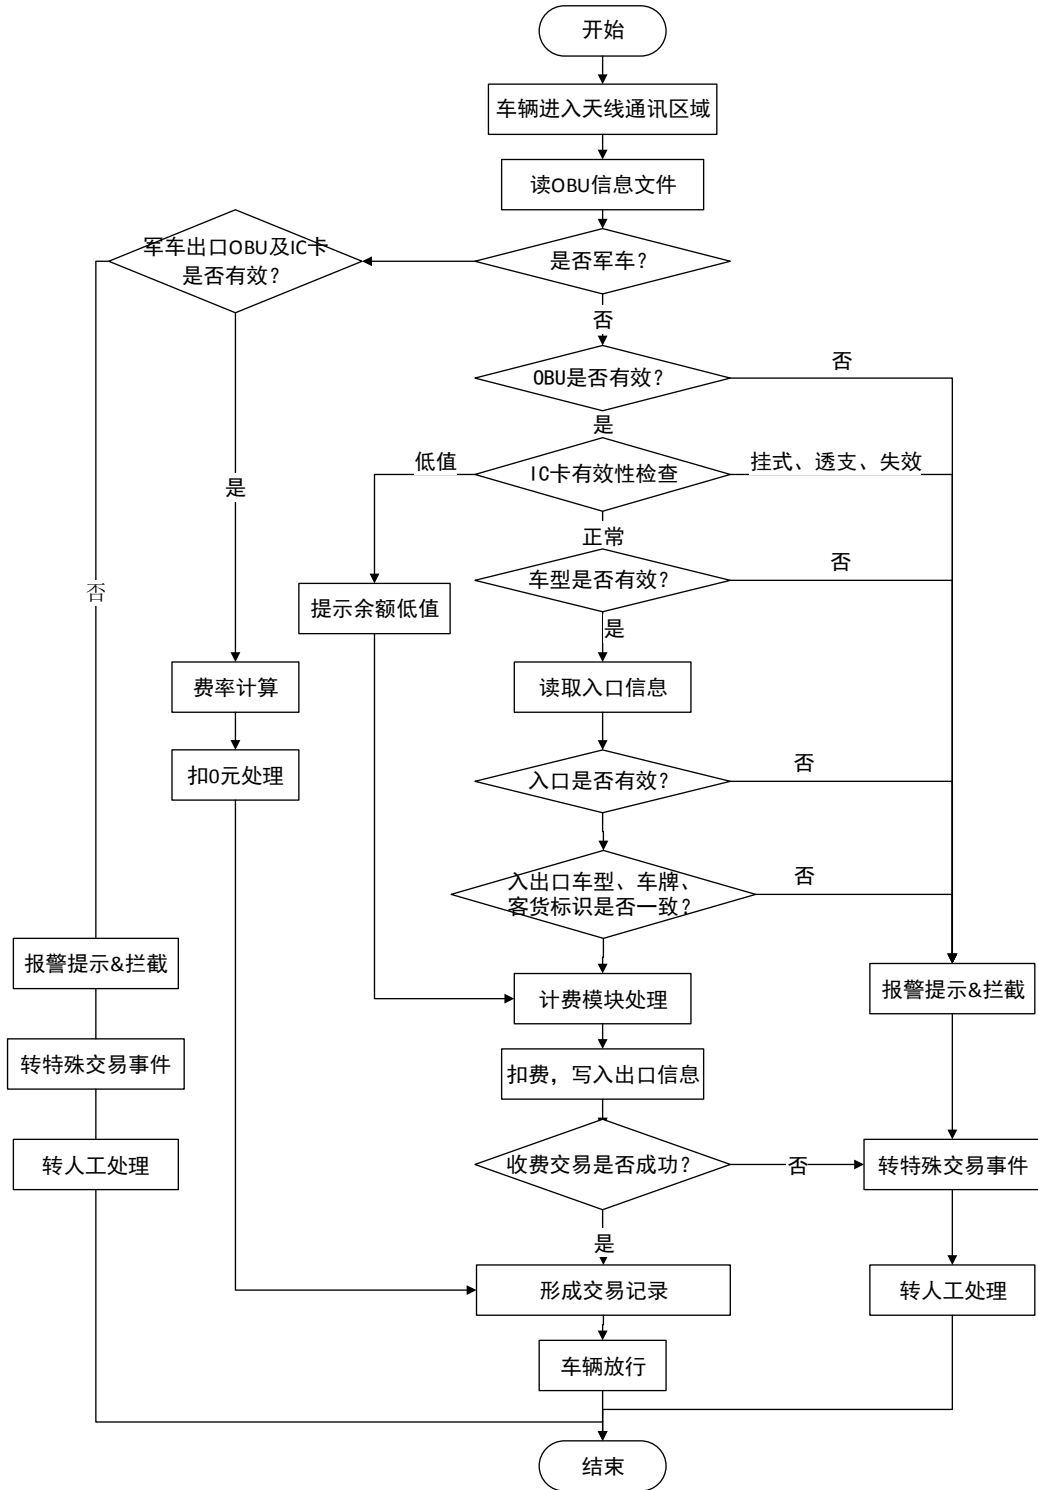 开始
车辆进入天线通讯区域
读OBU信息文件
军车出口OBU及IC卡
是否有效?
是否军车?
否
OBU是否有效?
否
是
低值
IC卡有效性检查
挂式、透支、失效
是
正常
车型是否有效?
否
否
提示余额低值
是
费率计算
读取入口信息
扣0元处理
入口是否有效?
否
入出口车型、车牌、
客货标识是否一致?
否
报警提示&拦截
计费模块处理
报警提示&拦截
转特殊交易事件
扣费，写入出口信息
转人工处理
收费交易是否成功?
否
转特殊交易事件
是
形成交易记录
转人工处理
车辆放行
结束